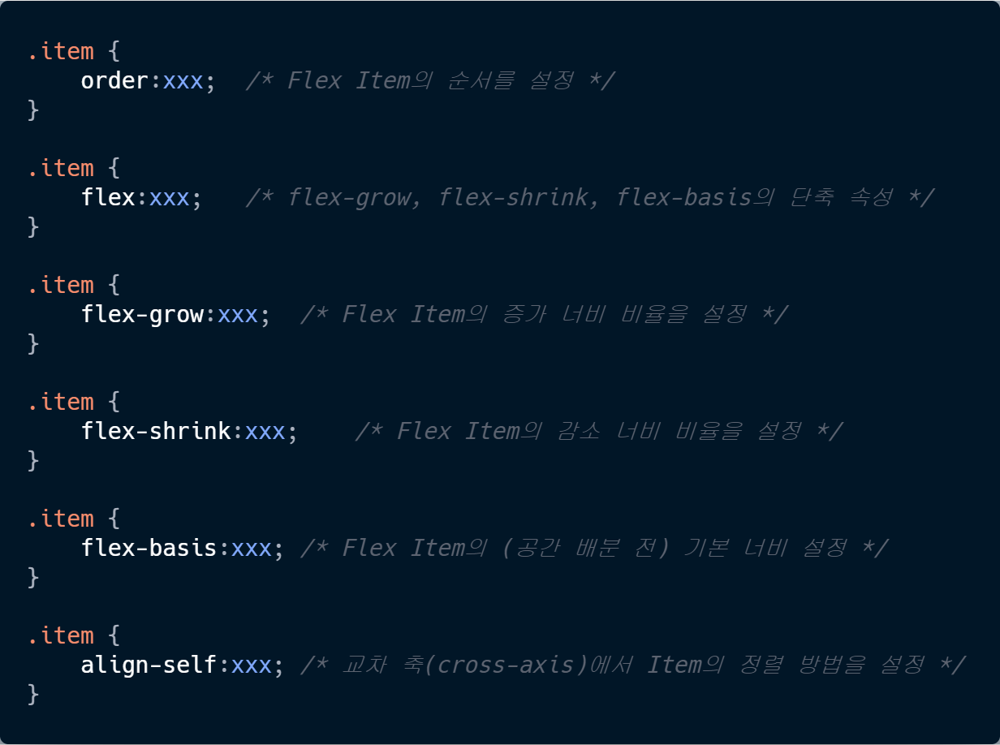 .item {
    order:xxx;  /* Flex Item의 순서를 설정 */
}

.item {
    flex:xxx;   /* flex-grow, flex-shrink, flex-basis의 단축 속성 */
}

.item {
    flex-grow:xxx;  /* Flex Item의 증가 너비 비율을 설정 */
}

.item {
    flex-shrink:xxx;    /* Flex Item의 감소 너비 비율을 설정 */
}

.item {
    flex-basis:xxx; /* Flex Item의 (공간 배분 전) 기본 너비 설정 */
}

.item {
    align-self:xxx; /* 교차 축(cross-axis)에서 Item의 정렬 방법을 설정 */
}